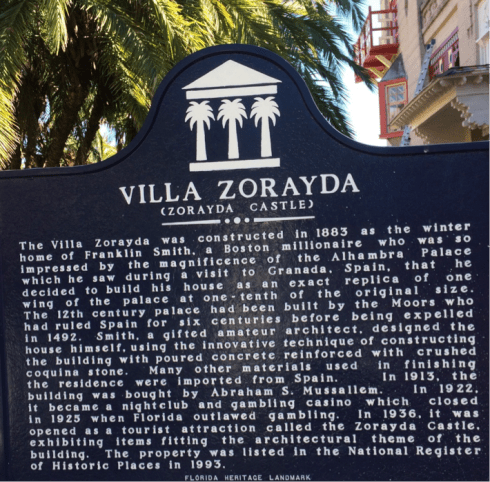 VILLA ZORAYDA
(ZORAYDA CASTLE)
The Villa Zorayda was constructed in 1883 as the winter
home of Franklin Smith, a Boston millionaire who was so
impressed by the magnificence of the Alhambra Palace
which he saw during a visit to Granada, Spain, that he
decided to build his house as an exact replica of one
wing of the palace at one-tenth of the original size.
The 12th century palace had been built by the Moors who
had ruled Spain for six centuries before being expelled
in 1492. Smith, a gifted amateur architect, designed the
house himself, using the innovative technique of constructing
the building with poured concrete reinforced with crushed
coquina stone. Many other materials used in finishing
the residence were imported from Spain. In 1913, the
building was bought by Abraham S. Mussallem. In 1922,
it became a nightclub and gambling casino which closed
in 1925 when Florida outlawed gambling. In 1936, it was
opened as a tourist attraction called the Zorayda Castle,
exhibiting items fitting the architectural theme of the
building. The property was listed in the National Register
of Historic Places in 1993.
FLORIDA HERITAGE LANDMARK